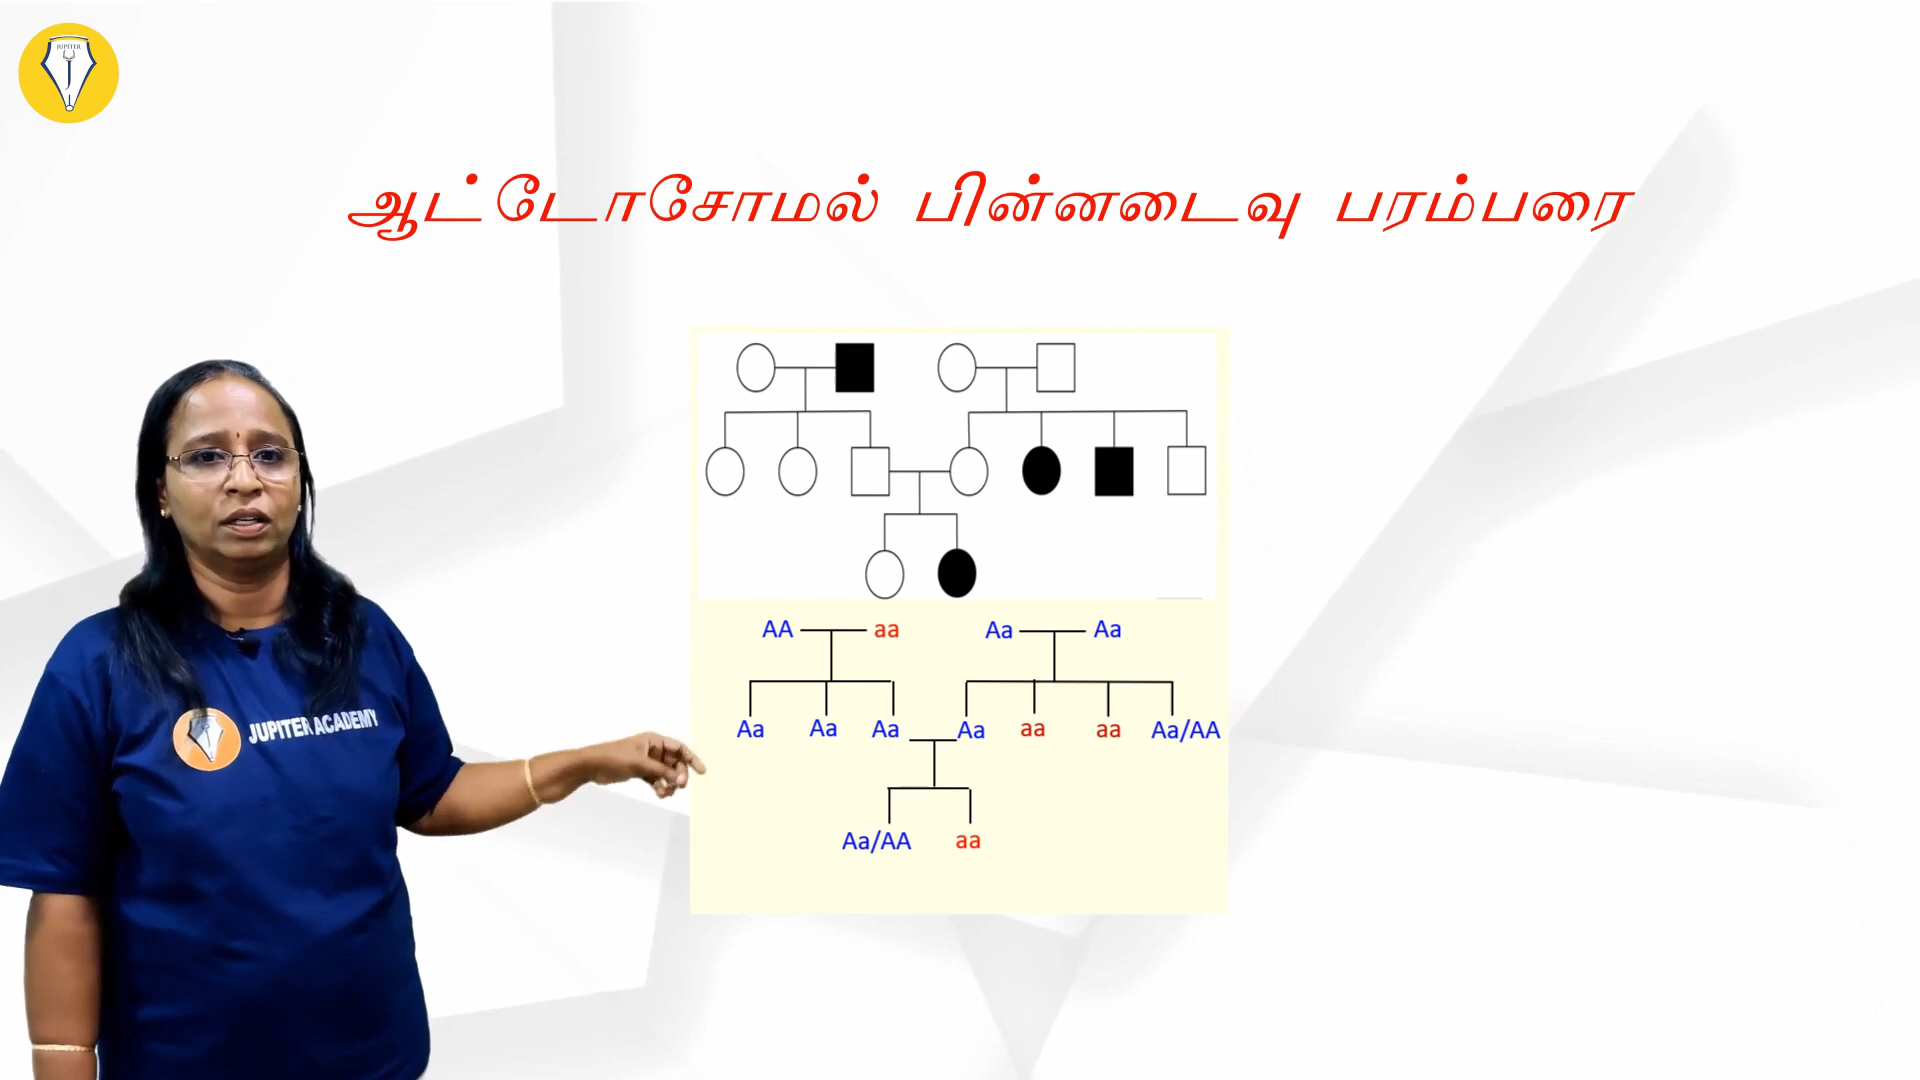 JUPITER
ஆட்டோசோமல் பின்னடைவு பரம்பரை
AA aa Aa Aa
Aa Aa Aa Aa aa aa Aa/AA
Aa/AA aa
JUPITER ACADEMY